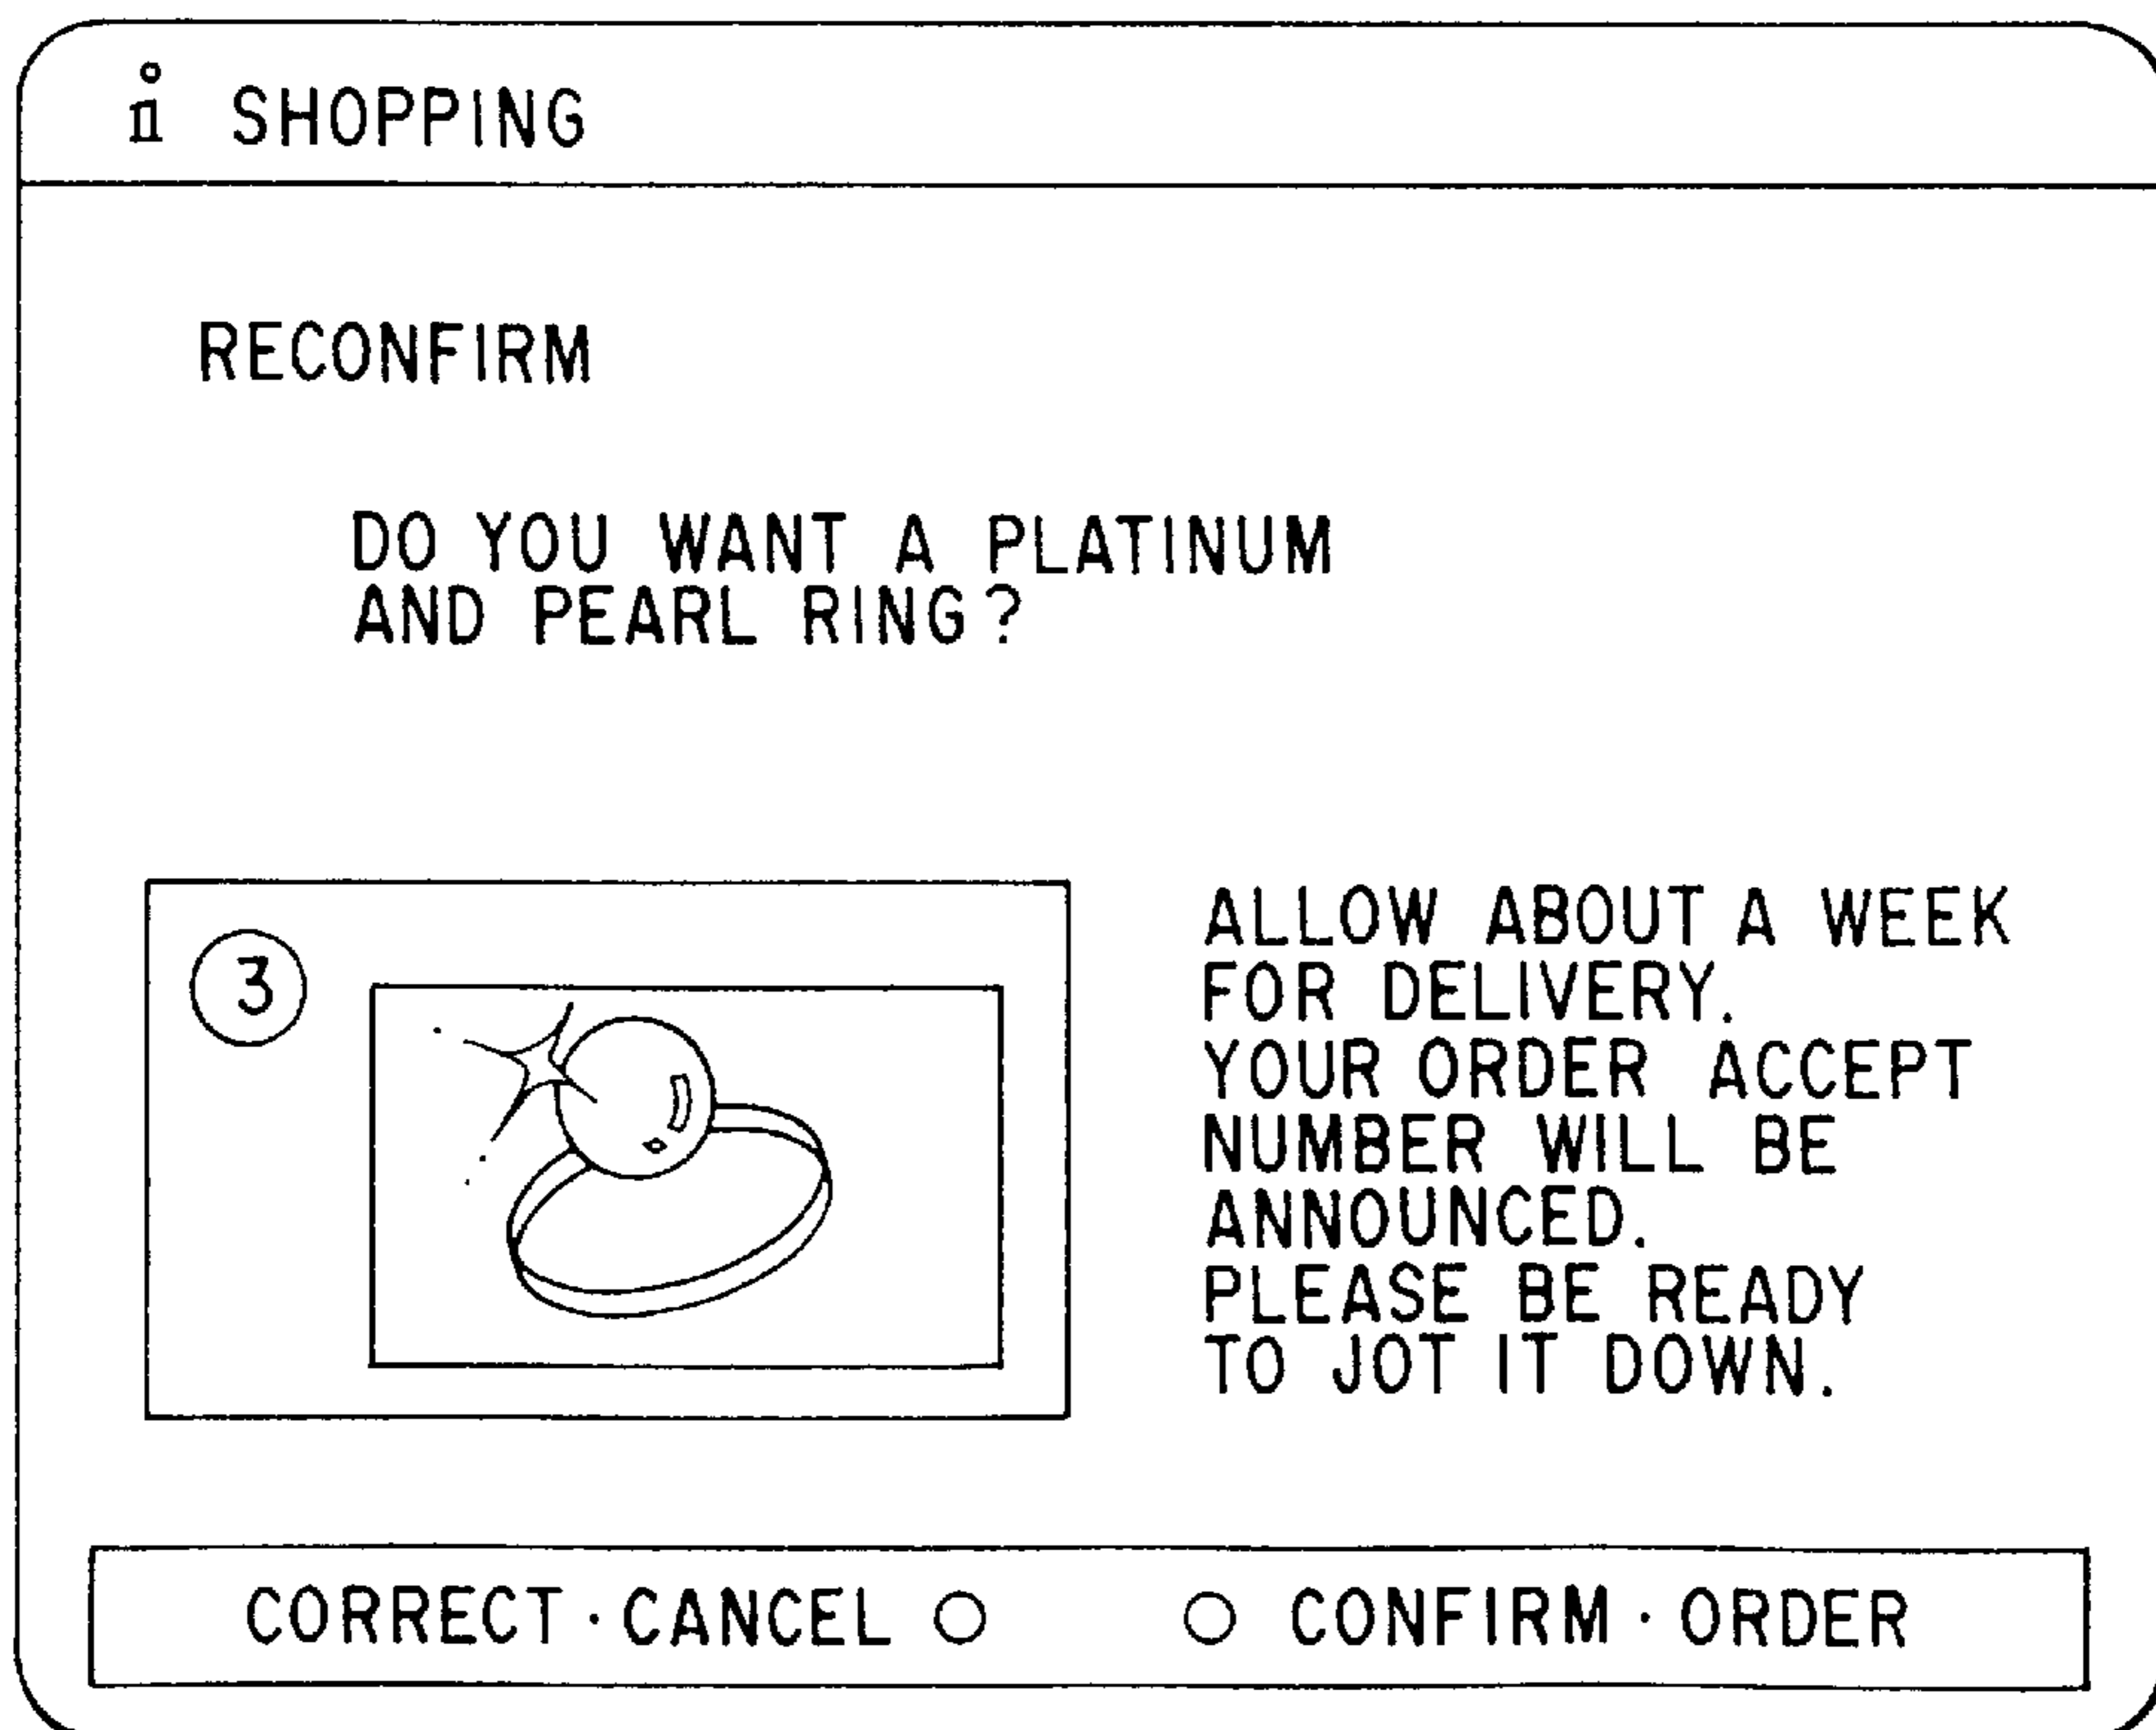 i SHOPPING
RECONFIRM
DO YOU WANT A PLATINUM
AND PEARL RING?
3
ALLOW ABOUT A WEEK
FOR DELIVERY.
YOUR ORDER ACCEPT
NUMBER WILL BE
ANNOUNCED.
PLEASE BE READY
TO JOT IT DOWN.
CORRECT·CANCEL ○ ○ CONFIRM·ORDER